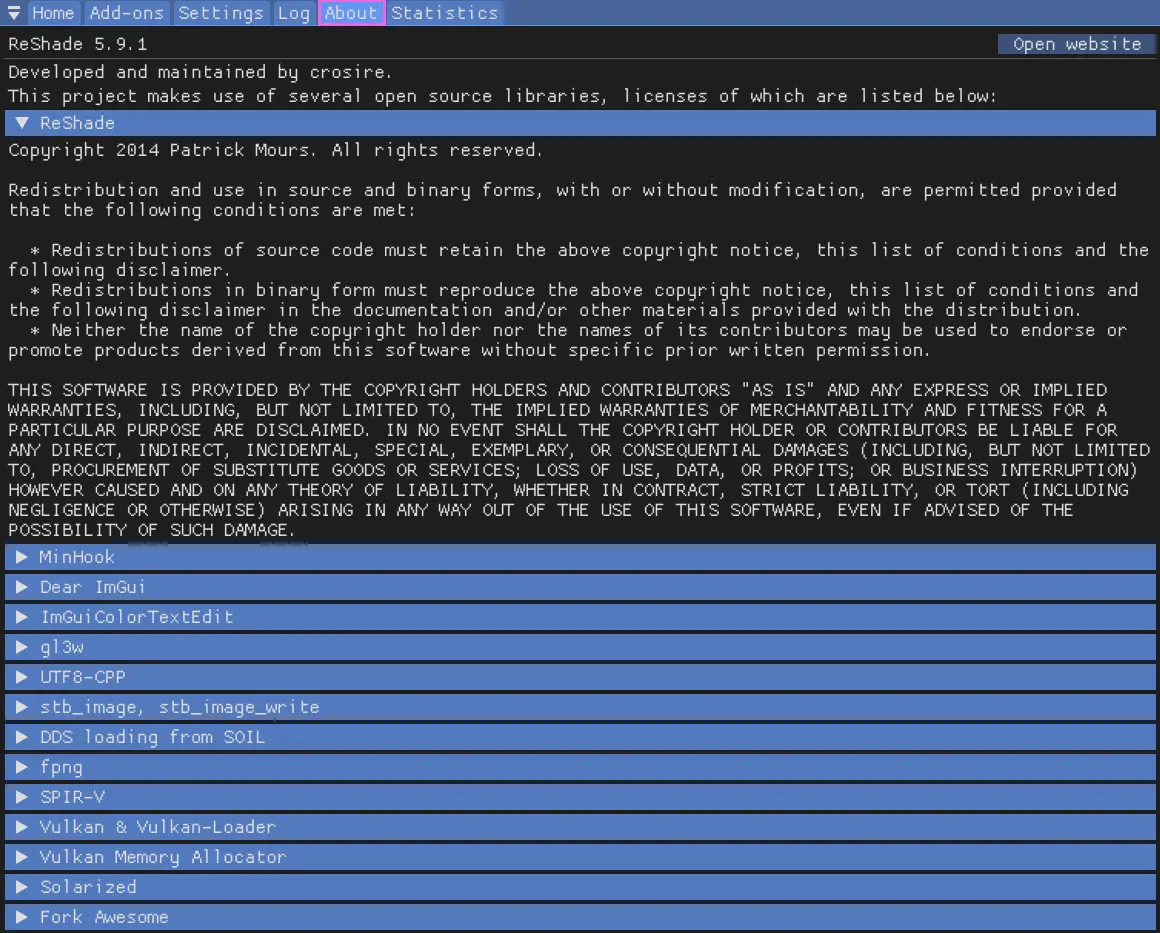 Home Add-ons Settings Log About Statistics
ReShade 5.9.1 Open website
Developed and maintained by crosire.
This project makes use of several open source libraries, licenses of which are listed below:
ReShade
Copyright 2014 Patrick Mours. All rights reserved.
Redistribution and use in source and binary forms, with or without modification, are permitted provided
that the following conditions are met:
* Redistributions of source code must retain the above copyright notice, this list of conditions and the
following disclaimer.
* Redistributions in binary form must reproduce the above copyright notice, this list of conditions and
the following disclaimer in the documentation and/or other materials provided with the distribution.
* Neither the name of the copyright holder nor the names of its contributors may be used to endorse or
promote products derived from this software without specific prior written permission.
THIS SOFTWARE IS PROVIDED BY THE COPYRIGHT HOLDERS AND CONTRIBUTORS "AS IS" AND ANY EXPRESS OR IMPLIED
WARRANTIES, INCLUDING, BUT NOT LIMITED TO, THE IMPLIED WARRANTIES OF MERCHANTABILITY AND FITNESS FOR A
PARTICULAR PURPOSE ARE DISCLAIMED. IN NO EVENT SHALL THE COPYRIGHT HOLDER OR CONTRIBUTORS BE LIABLE FOR
ANY DIRECT, INDIRECT, INCIDENTAL, SPECIAL, EXEMPLARY, OR CONSEQUENTIAL DAMAGES (INCLUDING, BUT NOT LIMITED
TO, PROCUREMENT OF SUBSTITUTE GOODS OR SERVICES; LOSS OF USE, DATA, OR PROFITS; OR BUSINESS INTERRUPTION)
HOWEVER CAUSED AND ON ANY THEORY OF LIABILITY, WHETHER IN CONTRACT, STRICT LIABILITY, OR TORT (INCLUDING
NEGLIGENCE OR OTHERWISE) ARISING IN ANY WAY OUT OF THE USE OF THIS SOFTWARE, EVEN IF ADVISED OF THE
POSSIBILITY OF SUCH DAMAGE.
MinHook
Dear ImGui
ImGuiColorTextEdit
gl3w
UTF8-CPP
stb_image, stb_image_write
DDS loading from SOIL
fpng
SPIR-V
Vulkan & Vulkan-Loader
Vulkan Memory Allocator
Solarized
Fork Awesome